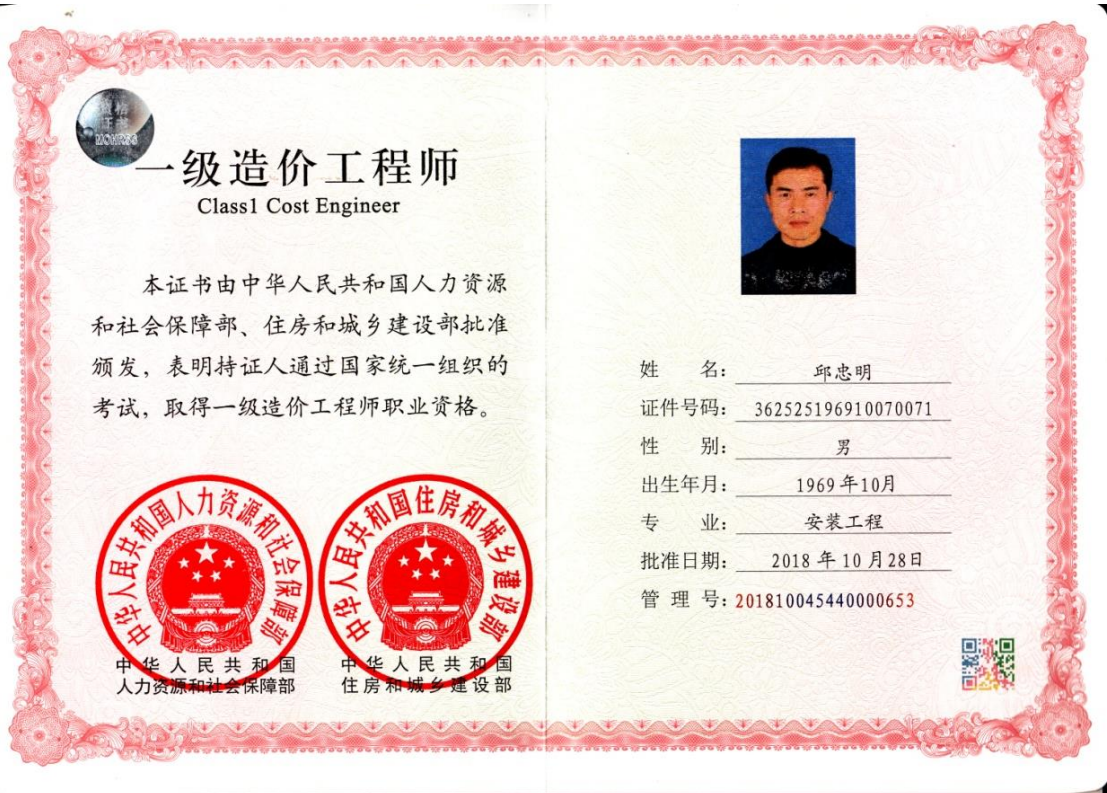 资格
证书
MOHRSS
一级造价工程师
Class1 Cost Engineer
本证书由中华人民共和国人力资源
和社会保障部、住房和城乡建设部批准
颁发，表明持证人通过国家统一组织的
考试，取得一级造价工程师职业资格。
中华人民共和国人力资源和社会保障部
中华人民共和国
人力资源和社会保障部
中华人民共和国住房和城乡建设部
中华人民共和国
住房和城乡建设部
姓名：邱忠明
证件号码：362525196910070071
性别：男
出生年月：1969年10月
专业：安装工程
批准日期：2018年10月28日
管理号：201810045440000653